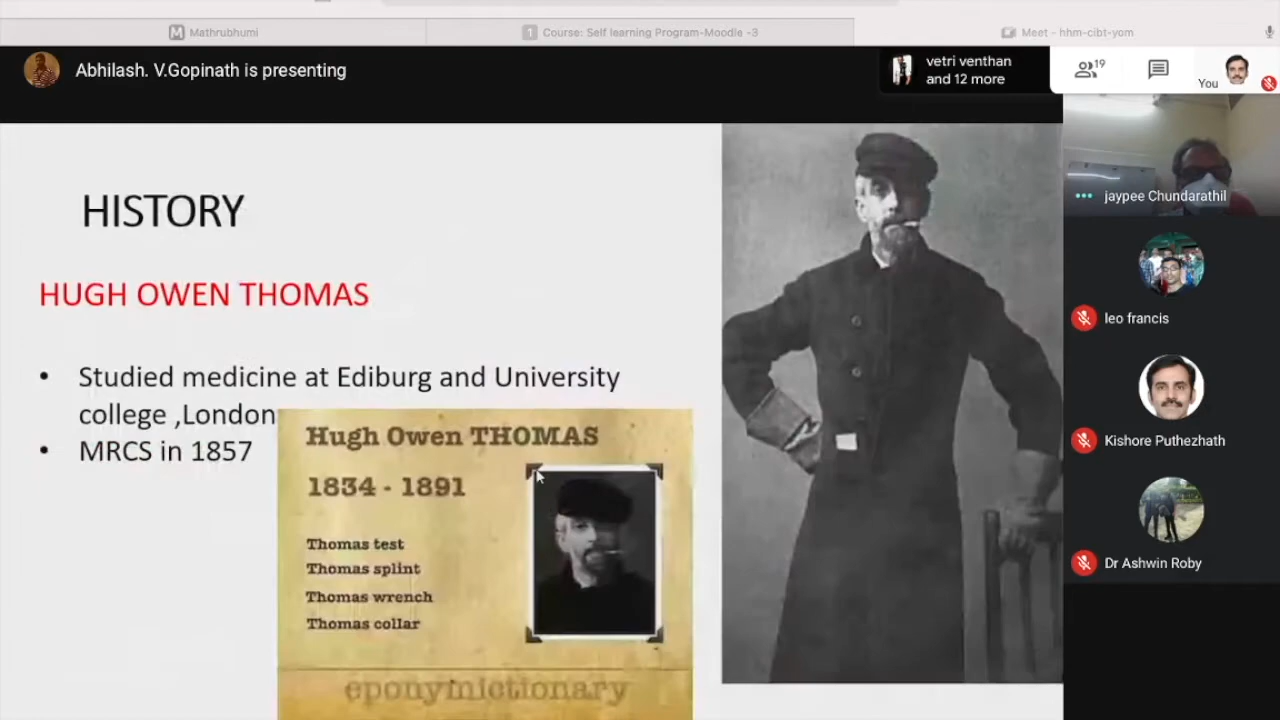 Mathrubhumi
1 Course: Self learning Program-Moodle -3
Meet - hhm-cibt-yom
Abhilash. V.Gopinath is presenting
vetri venthan
and 12 more
19
You
jaypee Chundarathil
HISTORY
HUGH OWEN THOMAS
• Studied medicine at Ediburg and University
college ,London
• MRCS in 1857
Hugh Owen THOMAS
1834 - 1891
Thomas test
Thomas splint
Thomas wrench
Thomas collar
eponymictionary
leo francis
Kishore Puthezhath
Dr Ashwin Roby